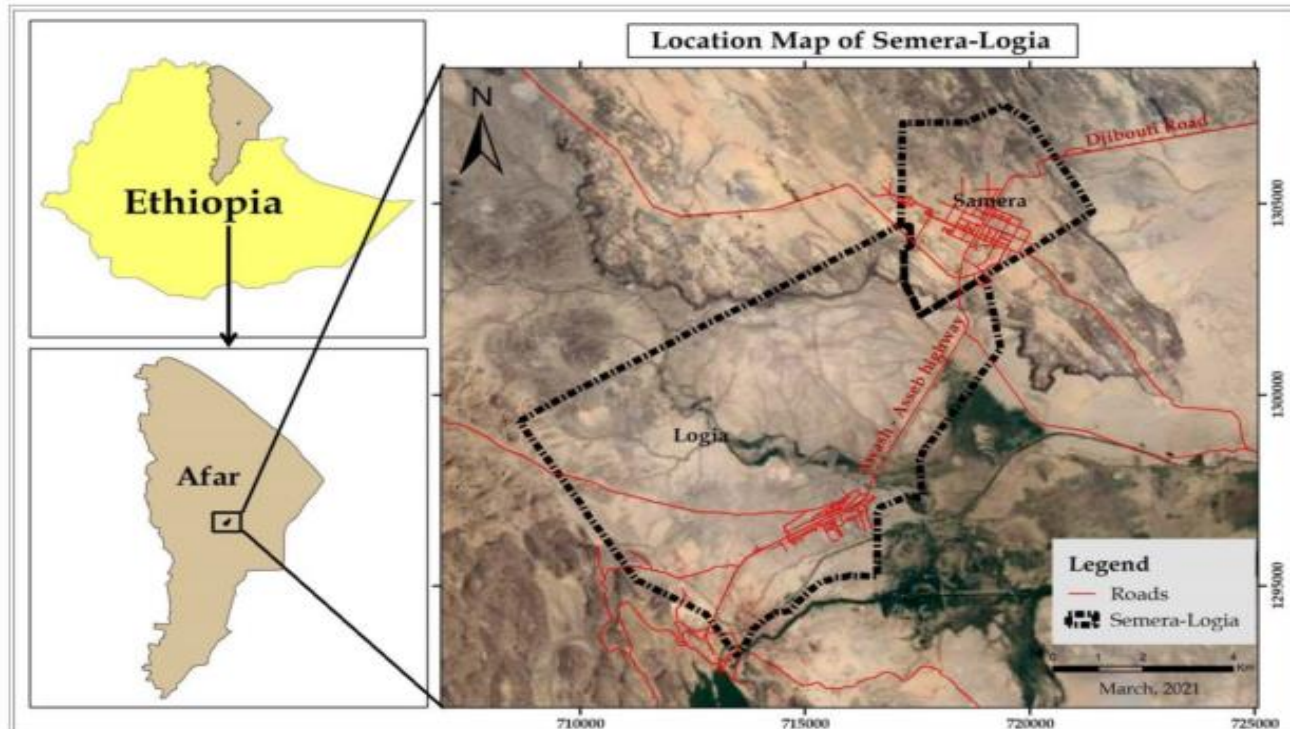 Location Map of Semera-Logia
Ethiopia
Afar
N
Djibouti Road
Samera
Awash - Asseb highway
Logia
1305000
1300000
1295000
Legend
Roads
Semera-Logia
0 1 2 4
Km
March, 2021
710000 715000 720000 725000